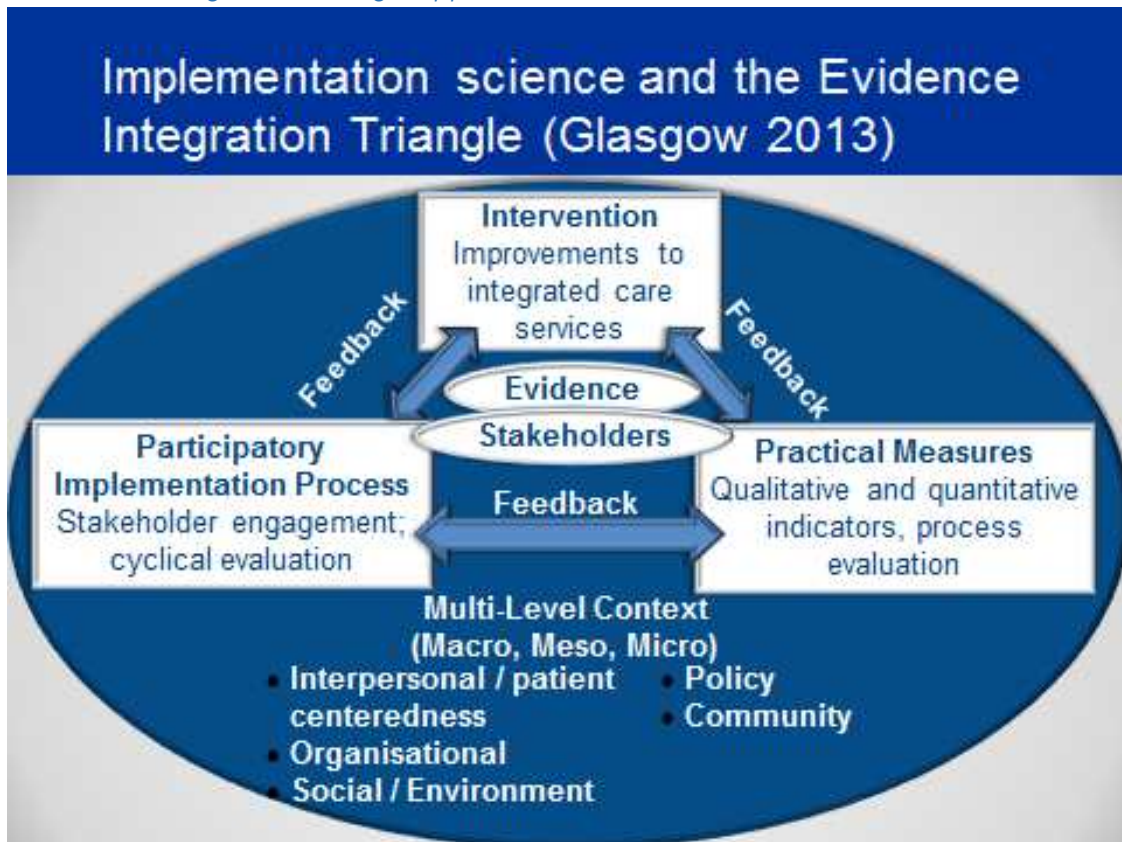 Implementation science and the Evidence
Integration Triangle (Glasgow 2013)
Intervention
Improvements to
integrated care
services
Feedback
Feedback
Evidence
Stakeholders
Participatory
Implementation Process
Stakeholder engagement;
cyclical evaluation
Feedback
Practical Measures
Qualitative and quantitative
indicators, process
evaluation
Multi-Level Context
(Macro, Meso, Micro)
• Interpersonal / patient
centeredness
• Organisational
• Social / Environment
• Policy
• Community